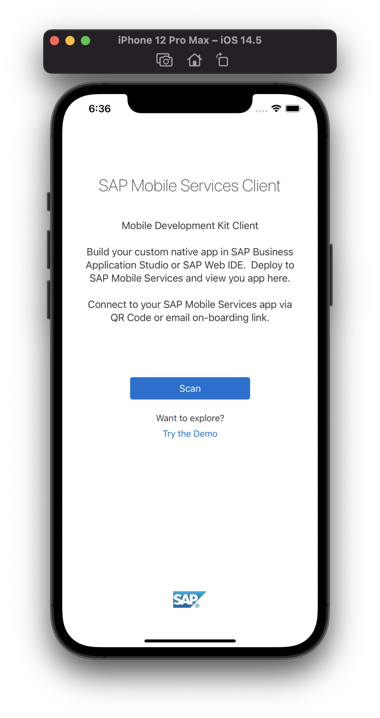 iPhone 12 Pro Max – iOS 14.5
6:36
SAP Mobile Services Client
Mobile Development Kit Client
Build your custom native app in SAP Business
Application Studio or SAP Web IDE.  Deploy to
SAP Mobile Services and view you app here.
Connect to your SAP Mobile Services app via
QR Code or email on-boarding link.
Scan
Want to explore?
Try the Demo
SAP®